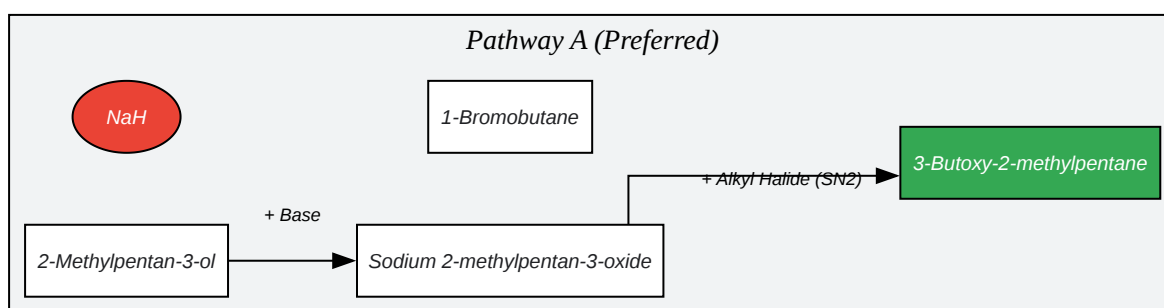 Pathway A (Preferred)
NaH
1-Bromobutane
3-Butoxy-2-methylpentane
+ Alkyl Halide (SN2)
+ Base
2-Methylpentan-3-ol
Sodium 2-methylpentan-3-oxide